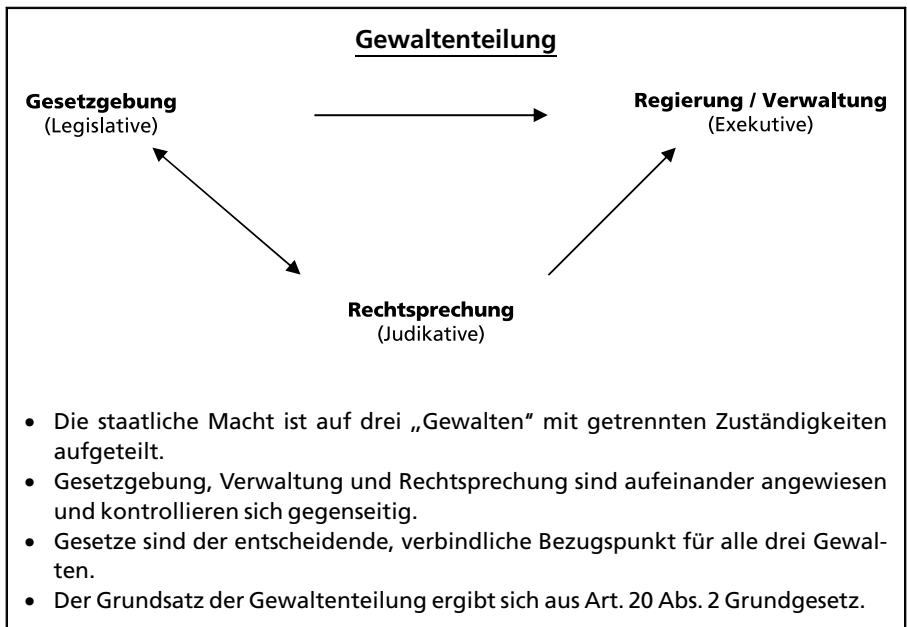 Gewaltenteilung
Gesetzgebung
(Legislative)
Regierung / Verwaltung
(Exekutive)
Rechtsprechung
(Judikative)
• Die staatliche Macht ist auf drei „Gewalten" mit getrennten Zuständigkeiten
aufgeteilt.
• Gesetzgebung, Verwaltung und Rechtsprechung sind aufeinander angewiesen
und kontrollieren sich gegenseitig.
• Gesetze sind der entscheidende, verbindliche Bezugspunkt für alle drei Gewal-
ten.
• Der Grundsatz der Gewaltenteilung ergibt sich aus Art. 20 Abs. 2 Grundgesetz.